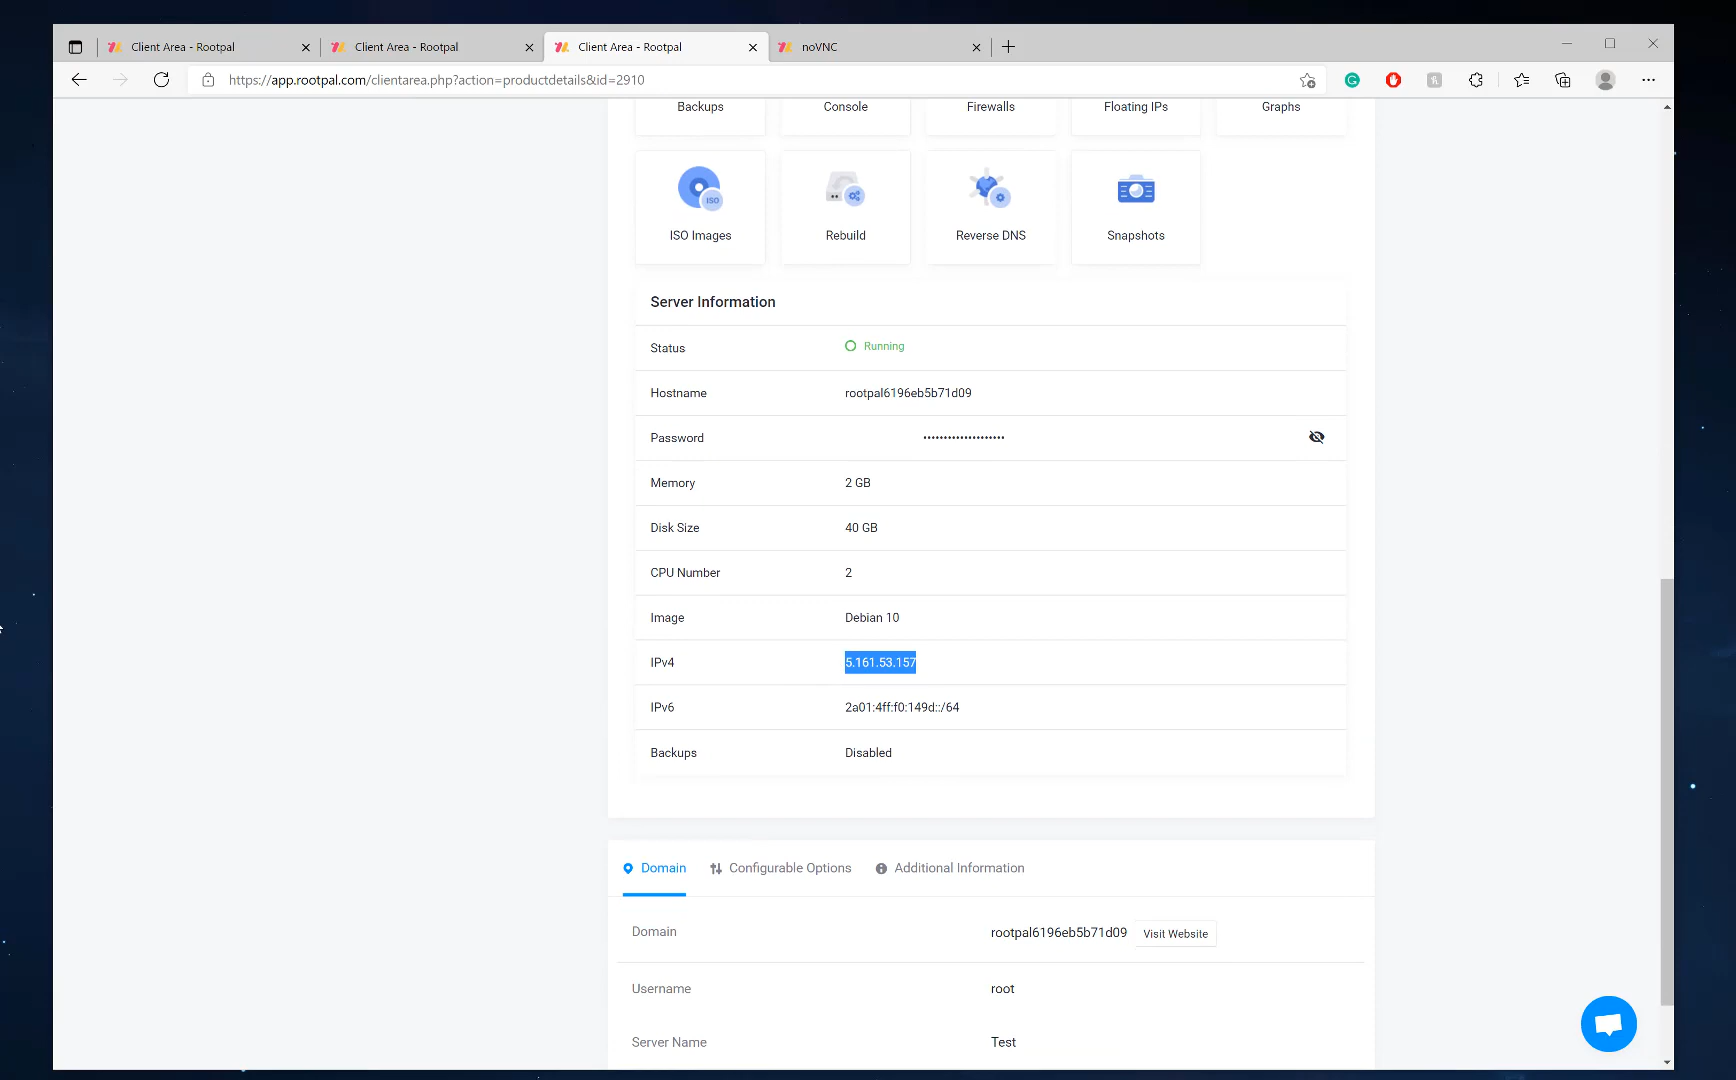 Client Area - Rootpal
Client Area - Rootpal
Client Area - Rootpal
noVNC
https://app.rootpal.com/clientarea.php?action=productdetails&id=2910
Backups
Console
Firewalls
Floating IPs
Graphs
ISO
ISO Images
Rebuild
Reverse DNS
Snapshots
Server Information
Status Running
Hostname rootpal6196eb5b71d09
Password •••••••••••••••••••
Memory 2 GB
Disk Size 40 GB
CPU Number 2
Image Debian 10
IPv4 5.161.53.157
IPv6 2a01:4ff:f0:149d::/64
Backups Disabled
Domain Configurable Options Additional Information
Domain rootpal6196eb5b71d09 Visit Website
Username root
Server Name Test